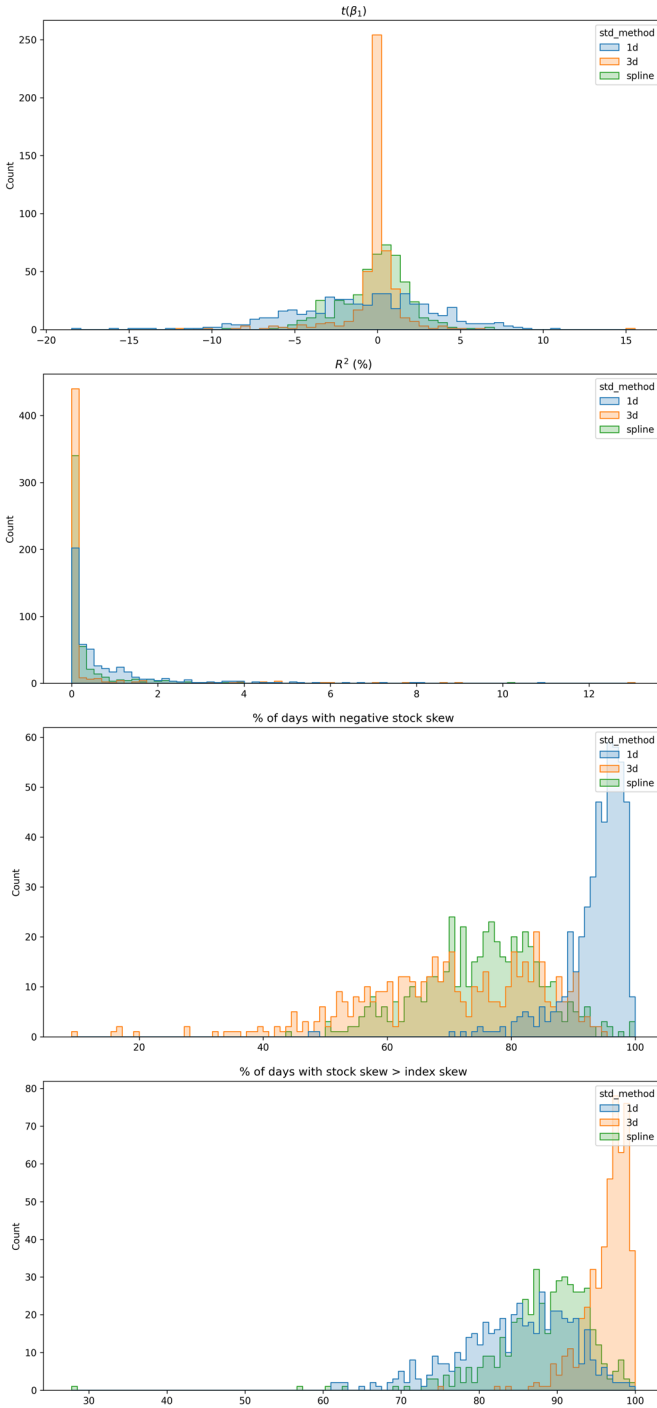 t(β₁)
std_method
1d
3d
spline
Count
0
50
100
150
200
250
−20
−15
−10
−5
0
5
10
15
R² (%)
std_method
1d
3d
spline
Count
0
100
200
300
400
0
2
4
6
8
10
12
% of days with negative stock skew
std_method
1d
3d
spline
Count
0
10
20
30
40
50
60
20
40
60
80
100
% of days with stock skew > index skew
std_method
1d
3d
spline
Count
0
10
20
30
40
50
60
70
80
30
40
50
60
70
80
90
100